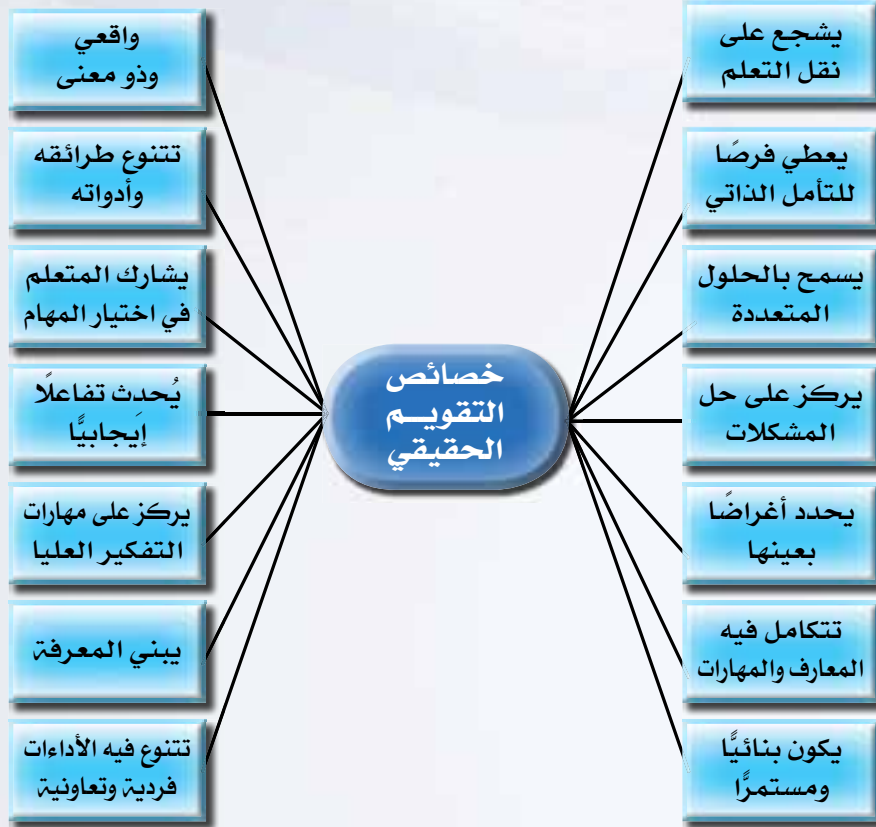 خصائص
التقويــم
الحقيقي
يشجع على
نقل التعلم
يعطي فرصًا
للتأمل الذاتي
يسمح بالحلول
المتعددة
يركز على حل
المشكلات
يحدد أغراضًا
بعينها
تتكامل فيه
المعارف والمهارات
يكون بنائيًّا
ومستمرًّا
واقعي
وذو معنى
تتنوع طرائقه
وأدواته
يشارك المتعلم
في اختيار المهام
يُحدِث تفاعلًا
إيجابيًّا
يركز على مهارات
التفكير العليا
يبني المعرفة
تتنوع فيه الأداءات
فردية وتعاونية